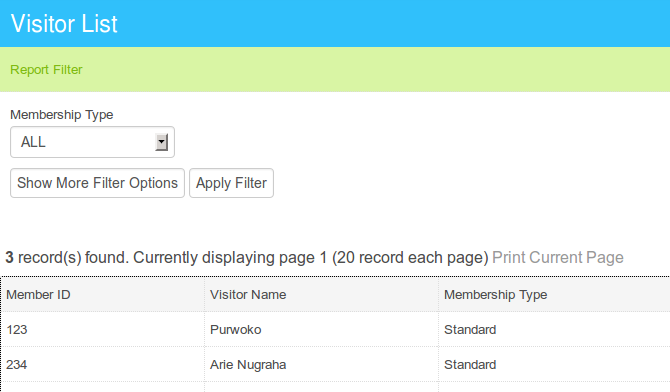 Visitor List
Report Filter
Membership Type
ALL
Show More Filter Options Apply Filter
3 record(s) found. Currently displaying page 1 (20 record each page) Print Current Page
Member ID Visitor Name Membership Type
123 Purwoko Standard
234 Arie Nugraha Standard